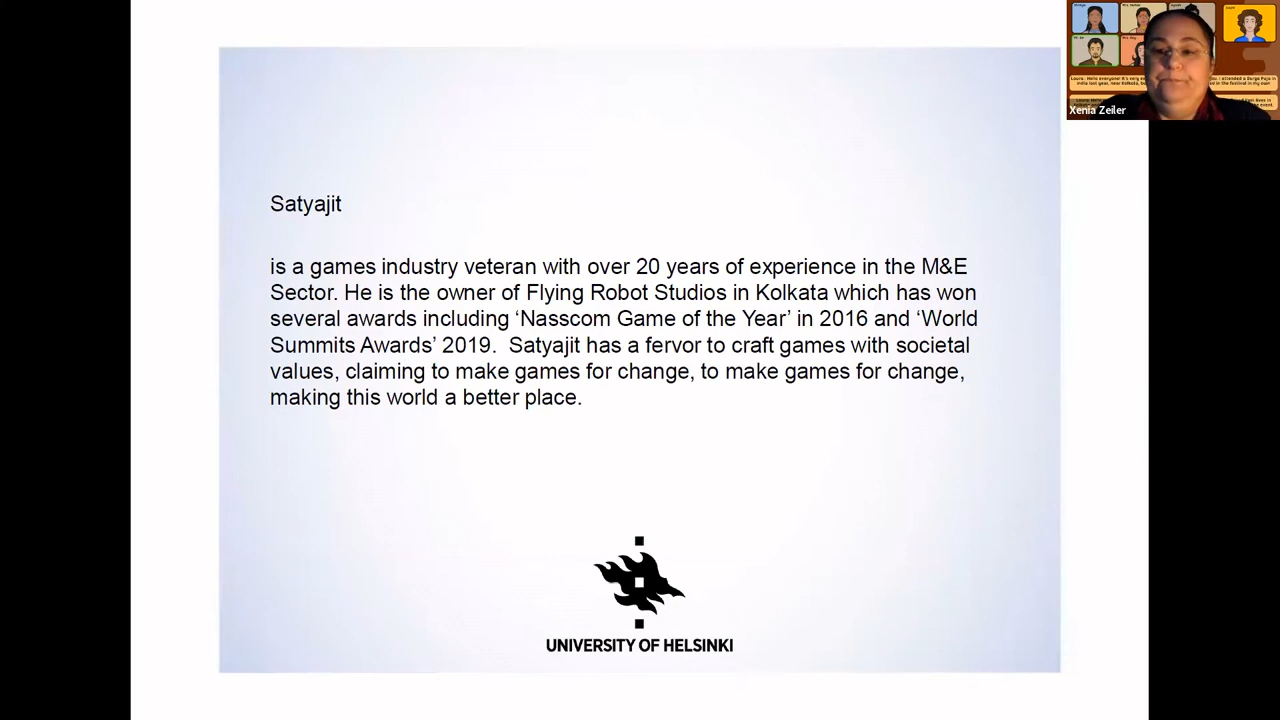 Xenia Zeiler
Satyajit
is a games industry veteran with over 20 years of experience in the M&E
Sector. He is the owner of Flying Robot Studios in Kolkata which has won
several awards including ‘Nasscom Game of the Year’ in 2016 and ‘World
Summits Awards’ 2019.  Satyajit has a fervor to craft games with societal
values, claiming to make games for change, to make games for change,
making this world a better place.
UNIVERSITY OF HELSINKI